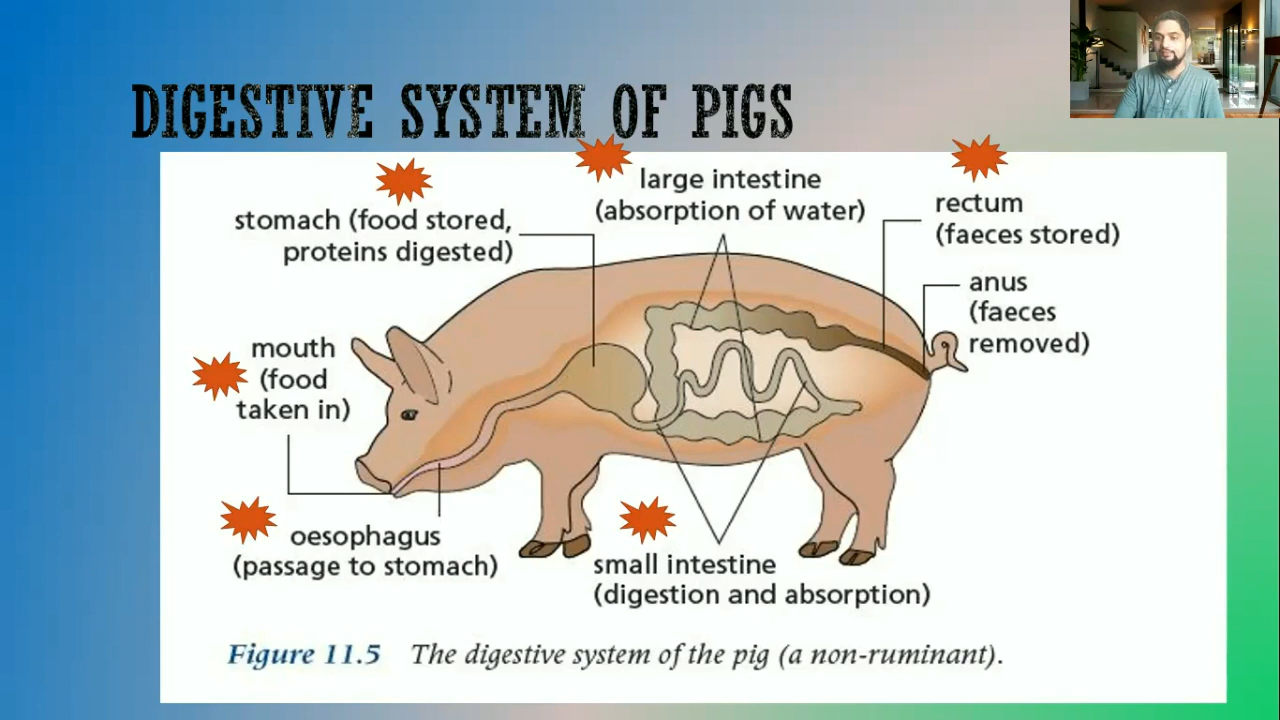 DIGESTIVE SYSTEM OF PIGS
large intestine
(absorption of water)
stomach (food stored,
proteins digested)
rectum
(faeces stored)
anus
(faeces
removed)
mouth
(food
taken in)
oesophagus
(passage to stomach)
small intestine
(digestion and absorption)
Figure 11.5 The digestive system of the pig (a non-ruminant).